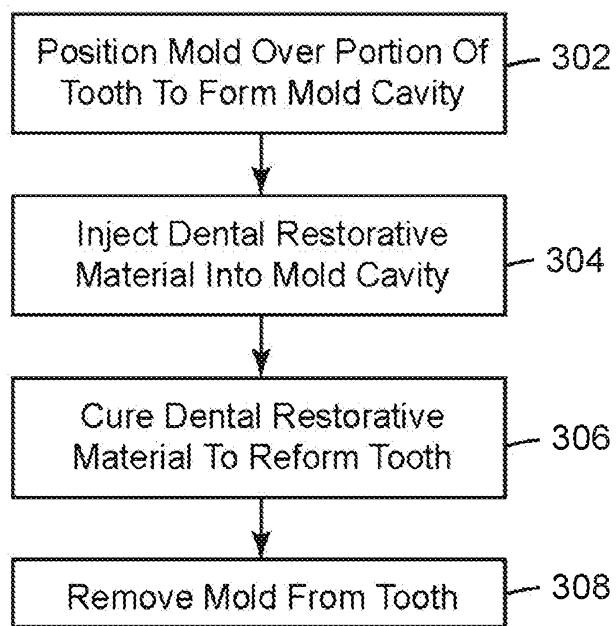 Position Mold Over Portion Of
Tooth To Form Mold Cavity
302
Inject Dental Restorative
Material Into Mold Cavity
304
Cure Dental Restorative
Material To Reform Tooth
306
Remove Mold From Tooth
308